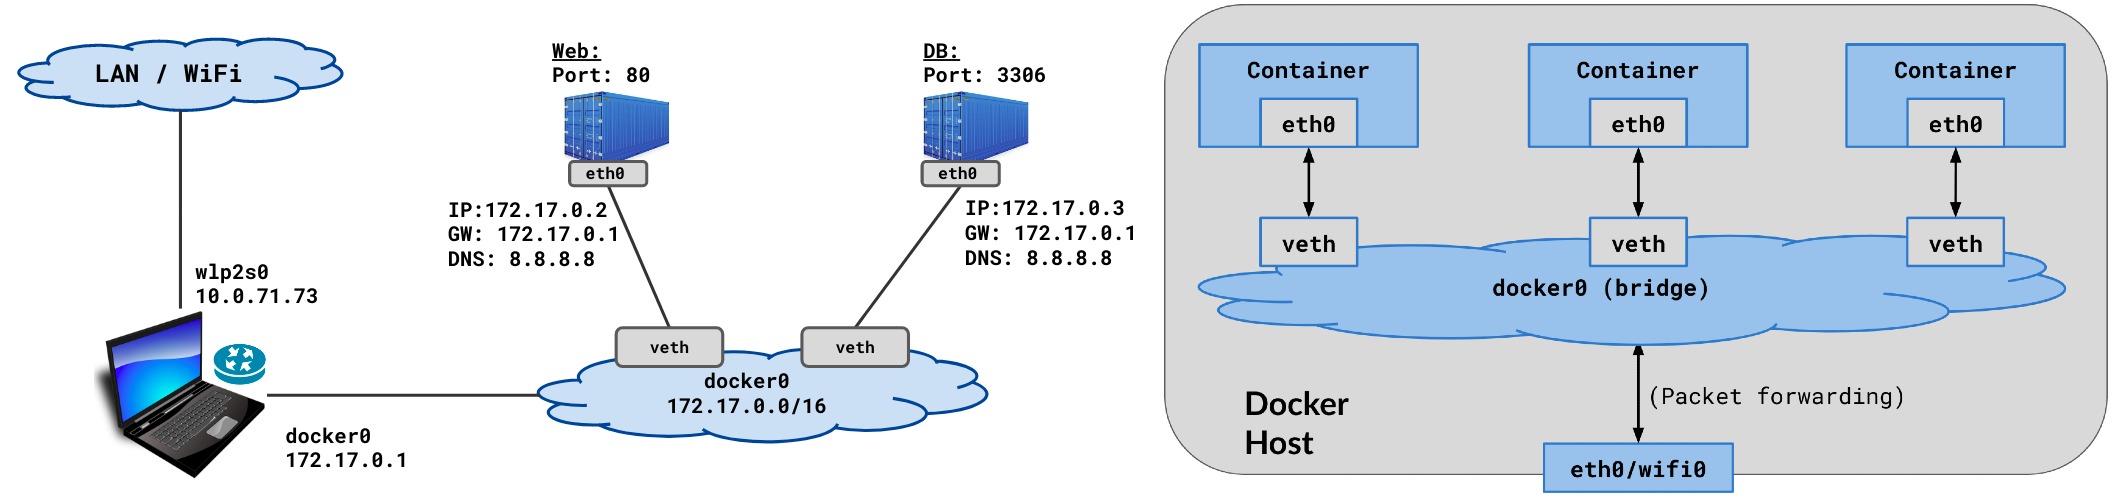 LAN / WiFi
wlp2s0
10.0.71.73
docker0
172.17.0.1
Web:
Port: 80
eth0
IP:172.17.0.2
GW: 172.17.0.1
DNS: 8.8.8.8
DB:
Port: 3306
eth0
IP:172.17.0.3
GW: 172.17.0.1
DNS: 8.8.8.8
veth
veth
docker0
172.17.0.0/16
Container
Container
Container
eth0
eth0
eth0
veth
veth
veth
docker0 (bridge)
(Packet forwarding)
Docker
Host
eth0/wifi0